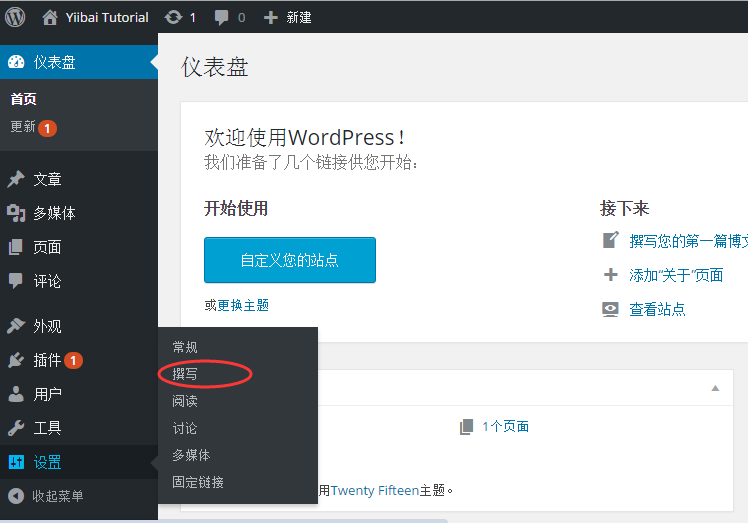 Yiibai Tutorial 1 0 新建
仪表盘
首页
更新 1
文章
多媒体
页面
评论
外观
插件 1
用户
工具
设置
收起菜单
仪表盘
欢迎使用WordPress！
我们准备了几个链接供您开始：
开始使用
自定义您的站点
或更换主题
接下来
撰写您的第一篇博文
添加“关于”页面
查看站点
常规
撰写
阅读
讨论
多媒体
固定链接
1个页面
用Twenty Fifteen主题。